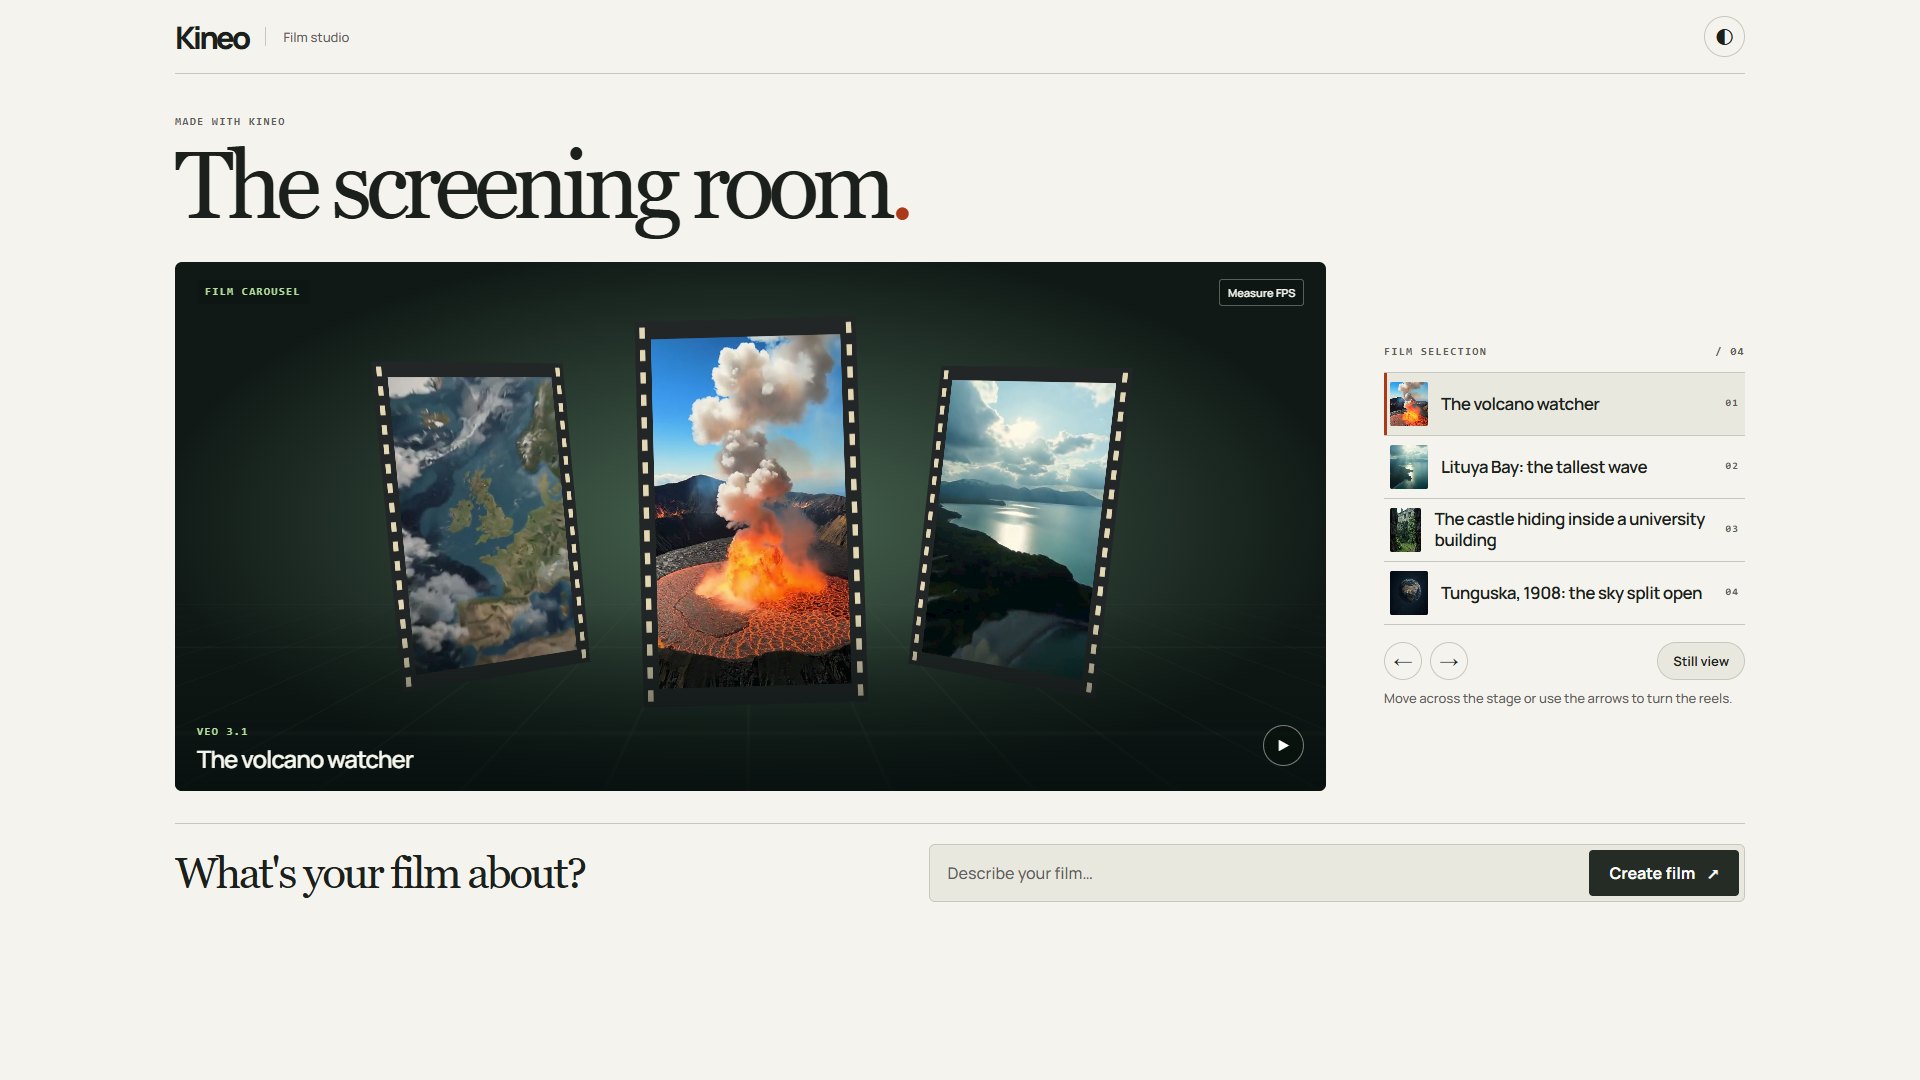 Kineo
Film studio
MADE WITH KINEO
The screening room.
FILM CAROUSEL
Measure FPS
VEO 3.1
The volcano watcher
FILM SELECTION
/ 04
The volcano watcher
01
Lituya Bay: the tallest wave
02
The castle hiding inside a university
building
03
Tunguska, 1908: the sky split open
04
← →
Still view
Move across the stage or use the arrows to turn the reels.
What's your film about?
Describe your film…
Create film ↗